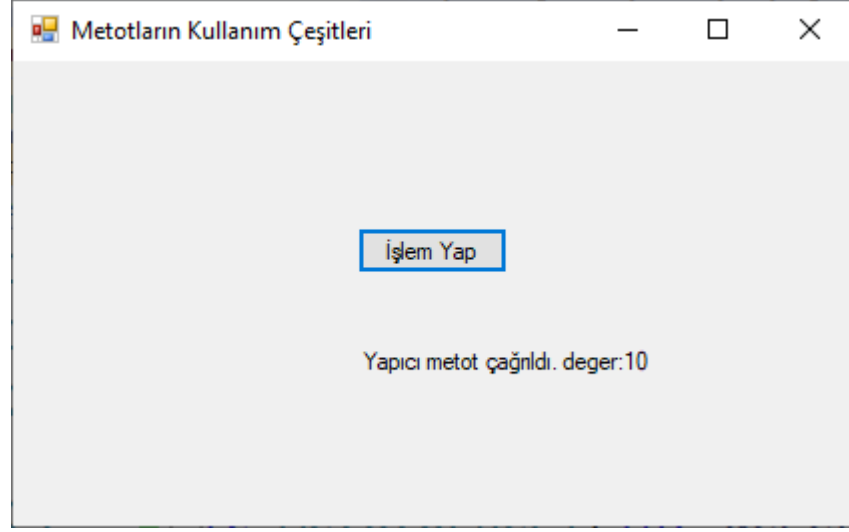 Metotların Kullanım Çeşitleri
İşlem Yap
Yapıcı metot çağrıldı. deger:10